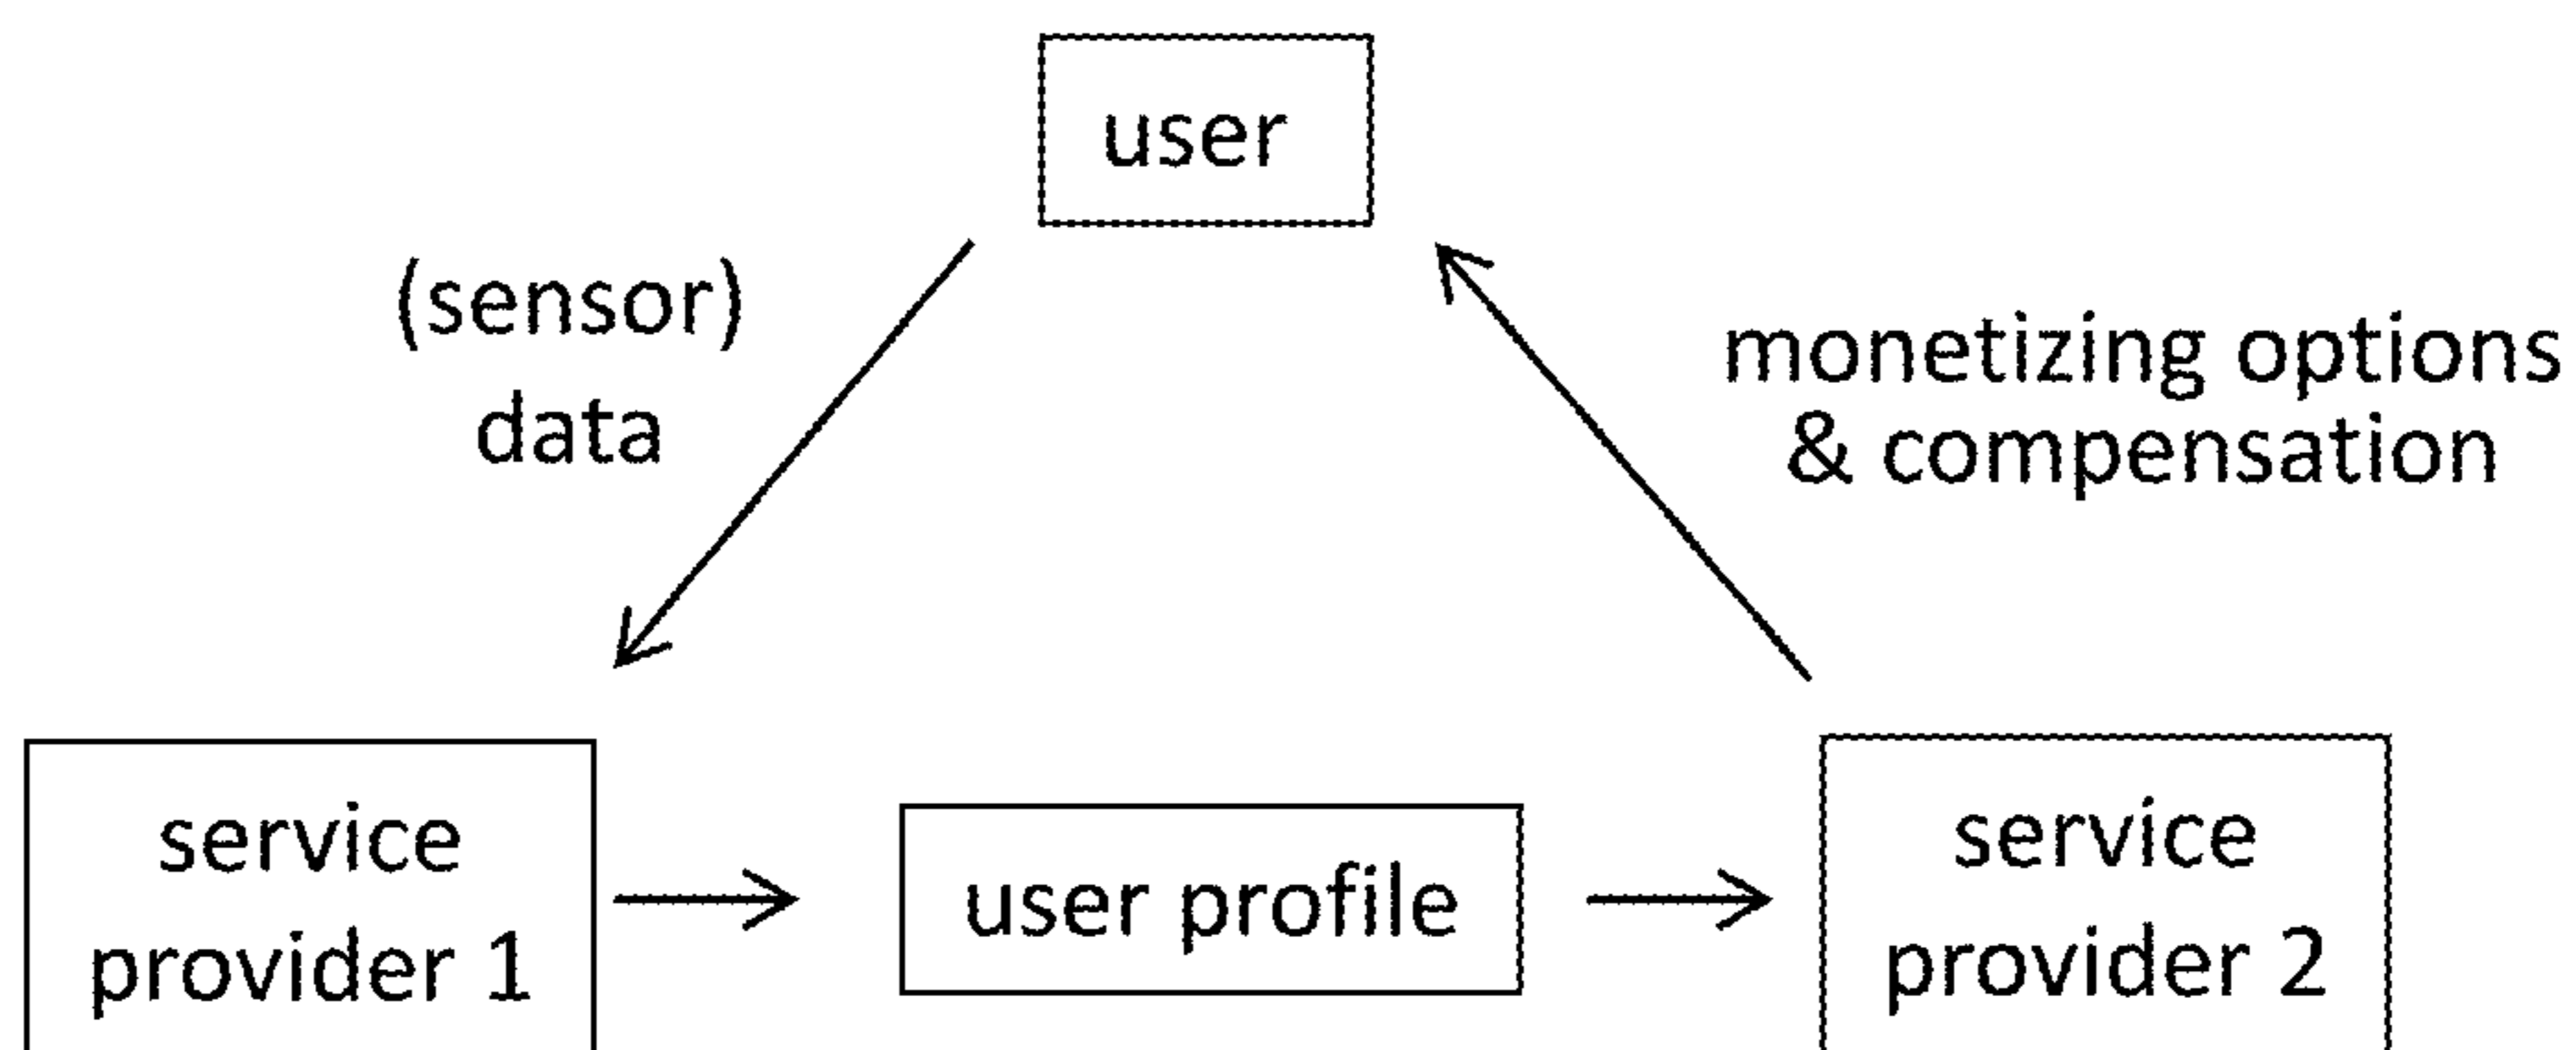 user
(sensor)
data
monetizing options
& compensation
service
provider 1
user profile
service
provider 2